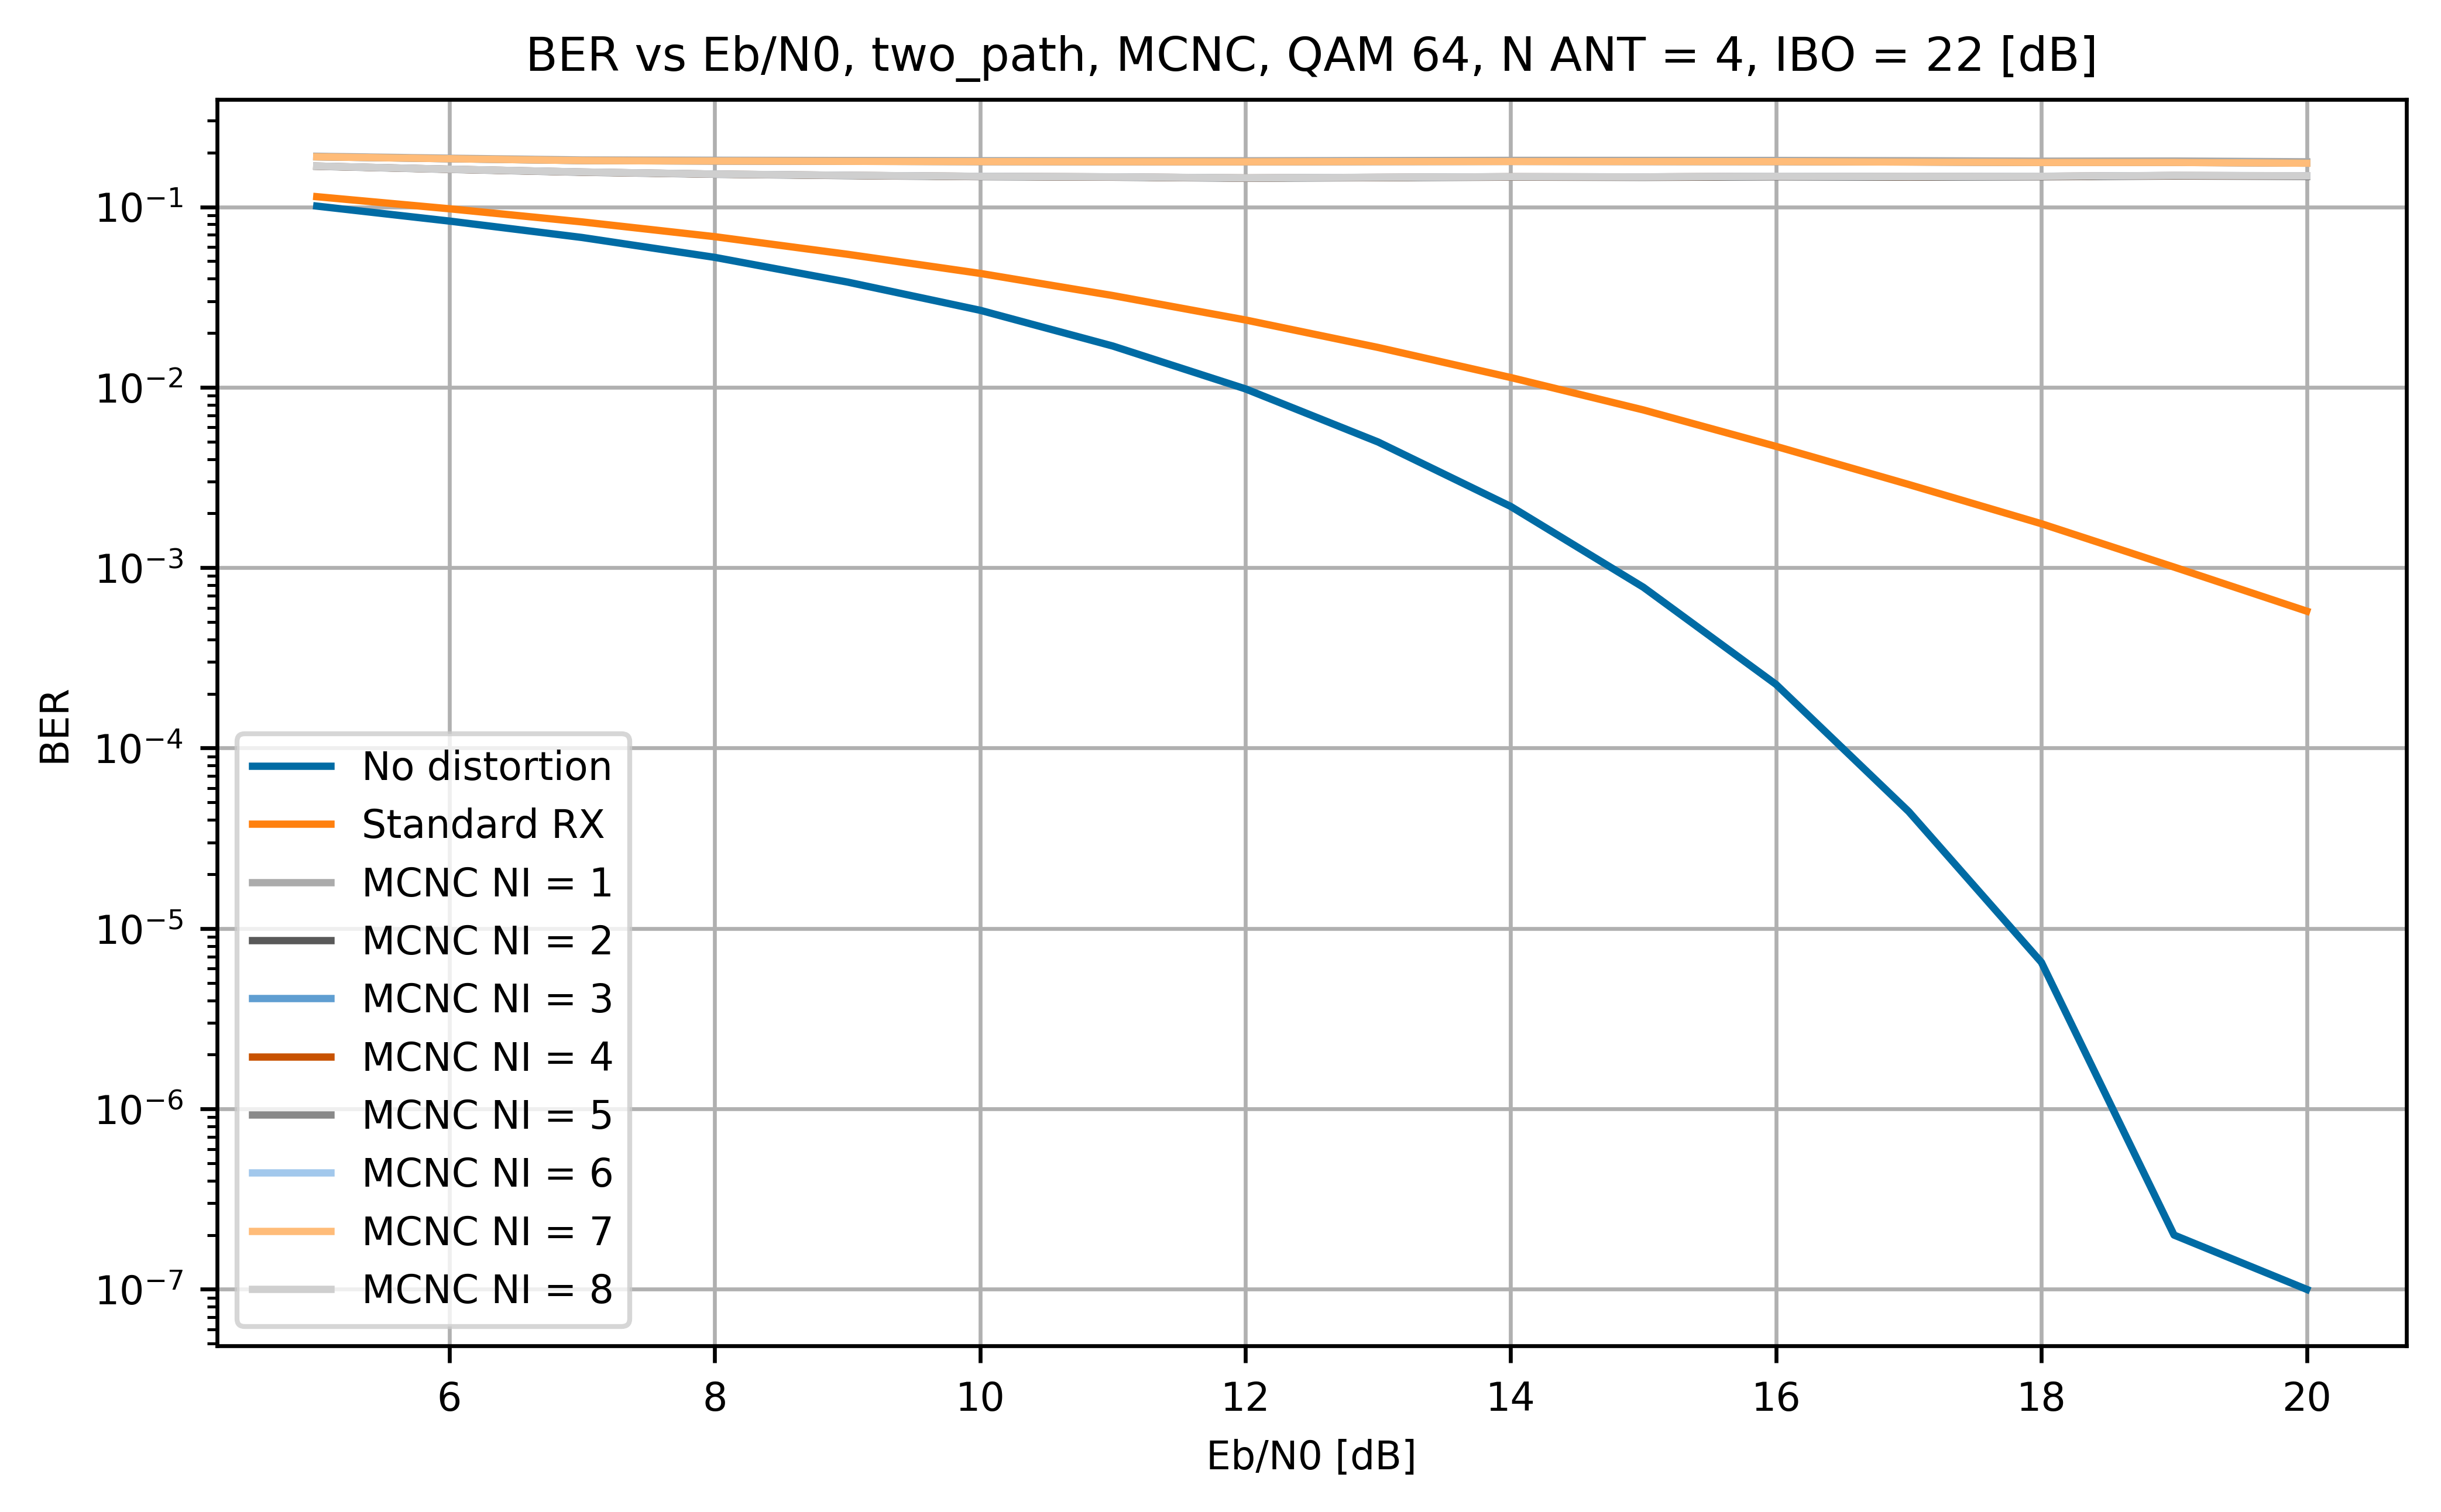 BER vs Eb/N0, two_path, MCNC, QAM 64, N ANT = 4, IBO = 22 [dB]
10⁻¹
10⁻²
10⁻³
10⁻⁴
10⁻⁵
10⁻⁶
10⁻⁷
BER
No distortion
Standard RX
MCNC NI = 1
MCNC NI = 2
MCNC NI = 3
MCNC NI = 4
MCNC NI = 5
MCNC NI = 6
MCNC NI = 7
MCNC NI = 8
6 8 10 12 14 16 18 20
Eb/N0 [dB]